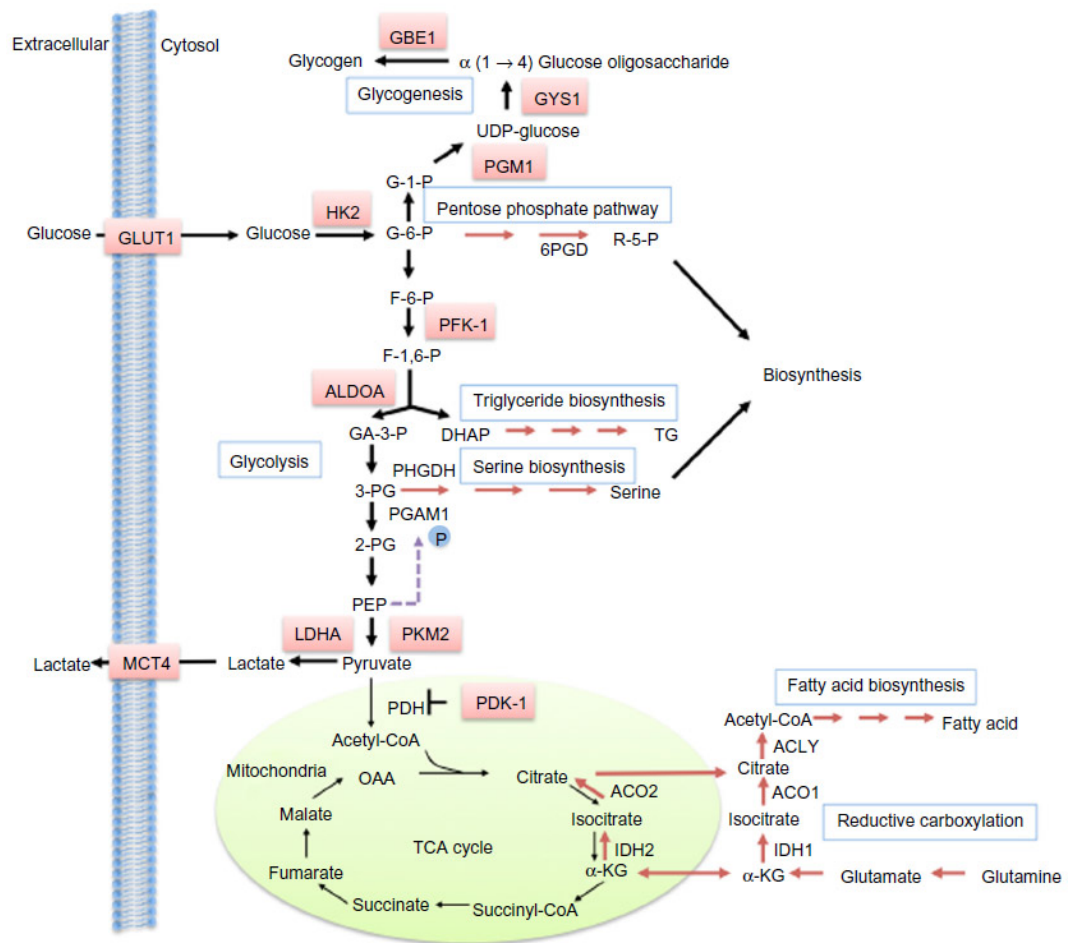 Extracellular
Cytosol
GBE1
Glycogen
α (1 → 4) Glucose oligosaccharide
Glycogenesis
GYS1
UDP-glucose
PGM1
G-1-P
HK2
Pentose phosphate pathway
Glucose
GLUT1
Glucose
G-6-P
6PGD
R-5-P
F-6-P
PFK-1
F-1,6-P
Biosynthesis
ALDOA
Triglyceride biosynthesis
GA-3-P
DHAP
TG
Glycolysis
PHGDH
Serine biosynthesis
3-PG
Serine
PGAM1
2-PG
P
PEP
LDHA
PKM2
Lactate
MCT4
Lactate
Pyruvate
Fatty acid biosynthesis
PDH
PDK-1
Acetyl-CoA
Fatty acid
Acetyl-CoA
ACLY
Mitochondria
OAA
Citrate
Citrate
ACO2
ACO1
Malate
Isocitrate
Isocitrate
Reductive carboxylation
TCA cycle
IDH2
IDH1
Fumarate
α-KG
α-KG
Glutamate
Glutamine
Succinate
Succinyl-CoA